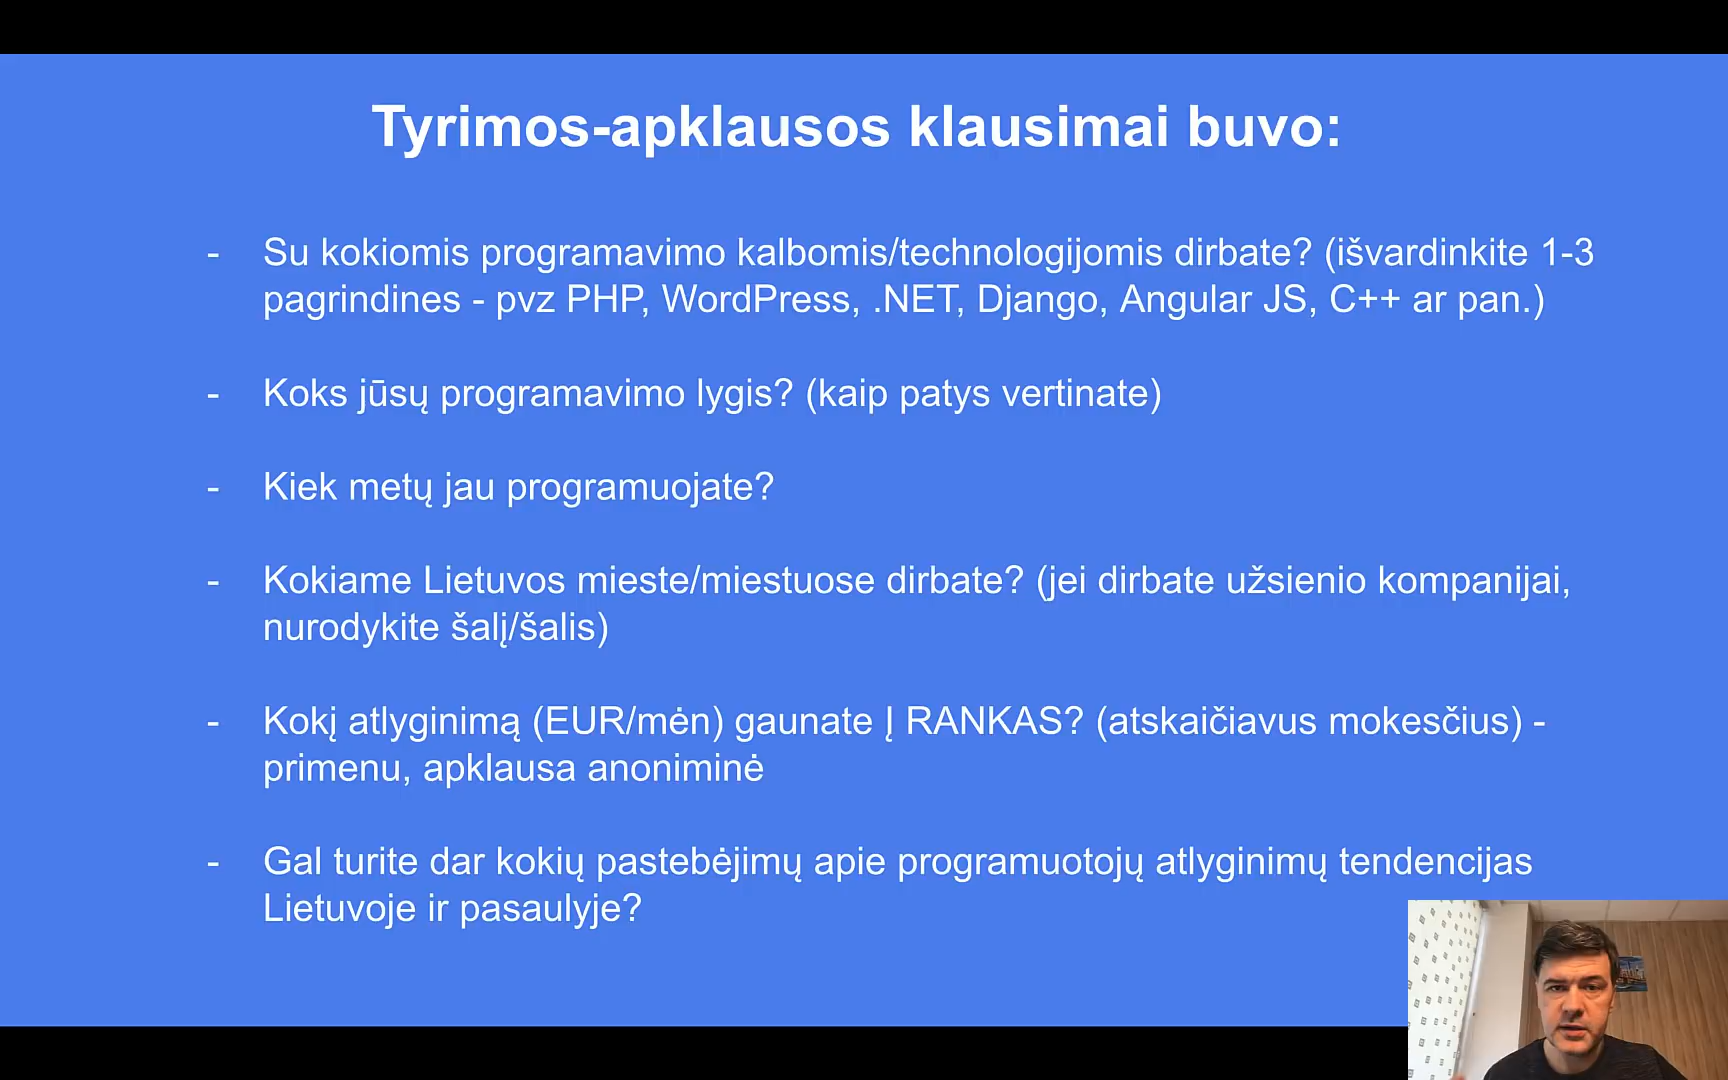 Tyrimos-apklausos klausimai buvo:
- Su kokiomis programavimo kalbomis/technologijomis dirbate? (išvardinkite 1-3
pagrindines - pvz PHP, WordPress, .NET, Django, Angular JS, C++ ar pan.)
- Koks jūsų programavimo lygis? (kaip patys vertinate)
- Kiek metų jau programuojate?
- Kokiame Lietuvos mieste/miestuose dirbate? (jei dirbate užsienio kompanijai,
nurodykite šalį/šalis)
- Kokį atlyginimą (EUR/mėn) gaunate Į RANKAS? (atskaičiavus mokesčius) -
primenu, apklausa anoniminė
- Gal turite dar kokių pastebėjimų apie programuotojų atlyginimų tendencijas
Lietuvoje ir pasaulyje?